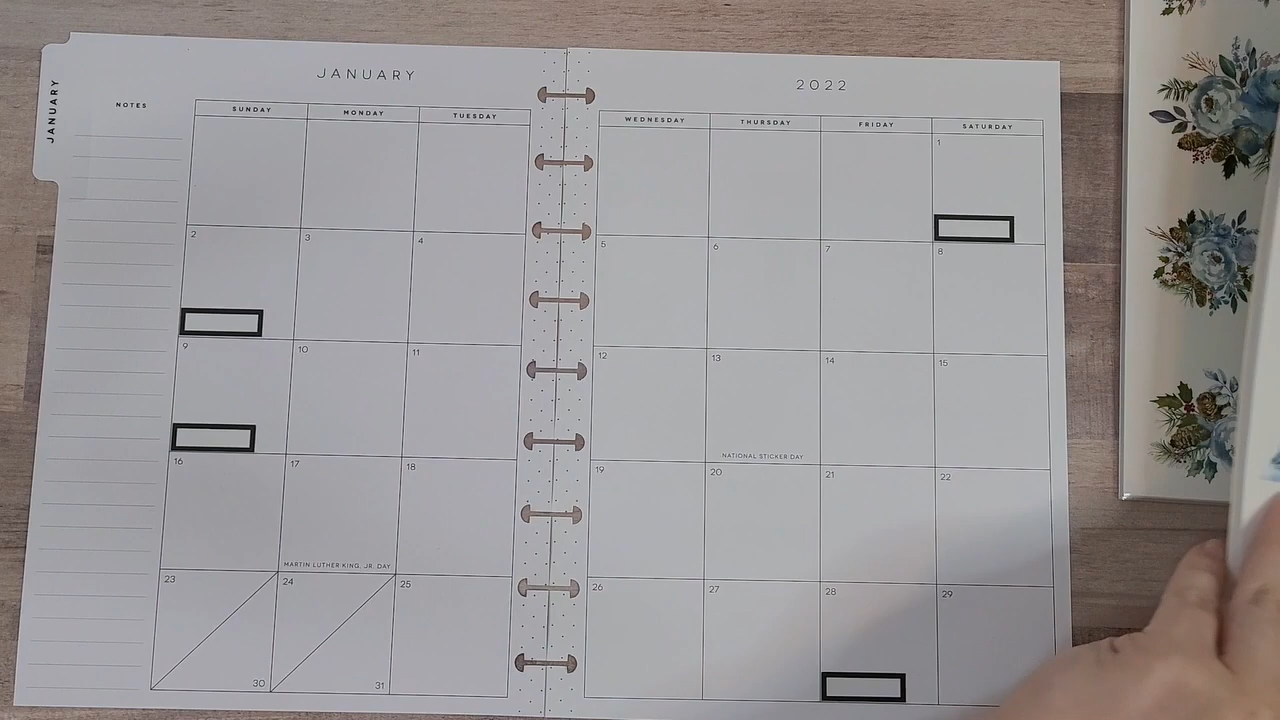 JANUARY
2022
JANUARY
NOTES
SUNDAY MONDAY TUESDAY WEDNESDAY THURSDAY FRIDAY SATURDAY
1
2 3 4 5 6 7 8
9 10 11 12 13 14 15
NATIONAL STICKER DAY
16 17 18 19 20 21 22
MARTIN LUTHER KING, JR. DAY
23 24 25 26 27 28 29
30 31